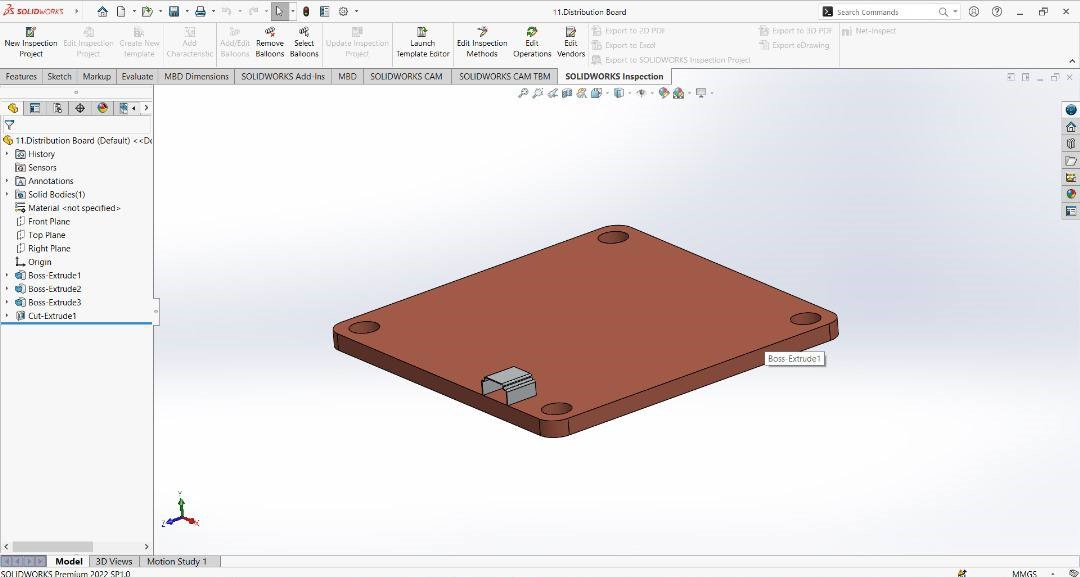 SOLIDWORKS
11.Distribution Board
Search Commands
New Inspection Project
Edit Inspection Project
Create New template
Add Characteristic
Add/Edit Balloons
Remove Balloons
Select Balloons
Update Inspection Project
Launch Template Editor
Edit Inspection Methods
Edit Operations
Edit Vendors
Export to 2D PDF
Export to Excel
Export to SOLIDWORKS Inspection Project
Export to 3D PDF
Export eDrawing
Net-Inspect
Features Sketch Markup Evaluate MBD Dimensions SOLIDWORKS Add-Ins MBD SOLIDWORKS CAM SOLIDWORKS CAM TBM SOLIDWORKS Inspection
11.Distribution Board (Default) <<De
History
Sensors
A Annotations
Solid Bodies(1)
Material <not specified>
Front Plane
Top Plane
Right Plane
Origin
Boss-Extrude1
Boss-Extrude2
Boss-Extrude3
Cut-Extrude1
Boss-Extrude1
Y
Z X
Model 3D Views Motion Study 1
SOLIDWORKS Premium 2022 SP1.0
MMGS